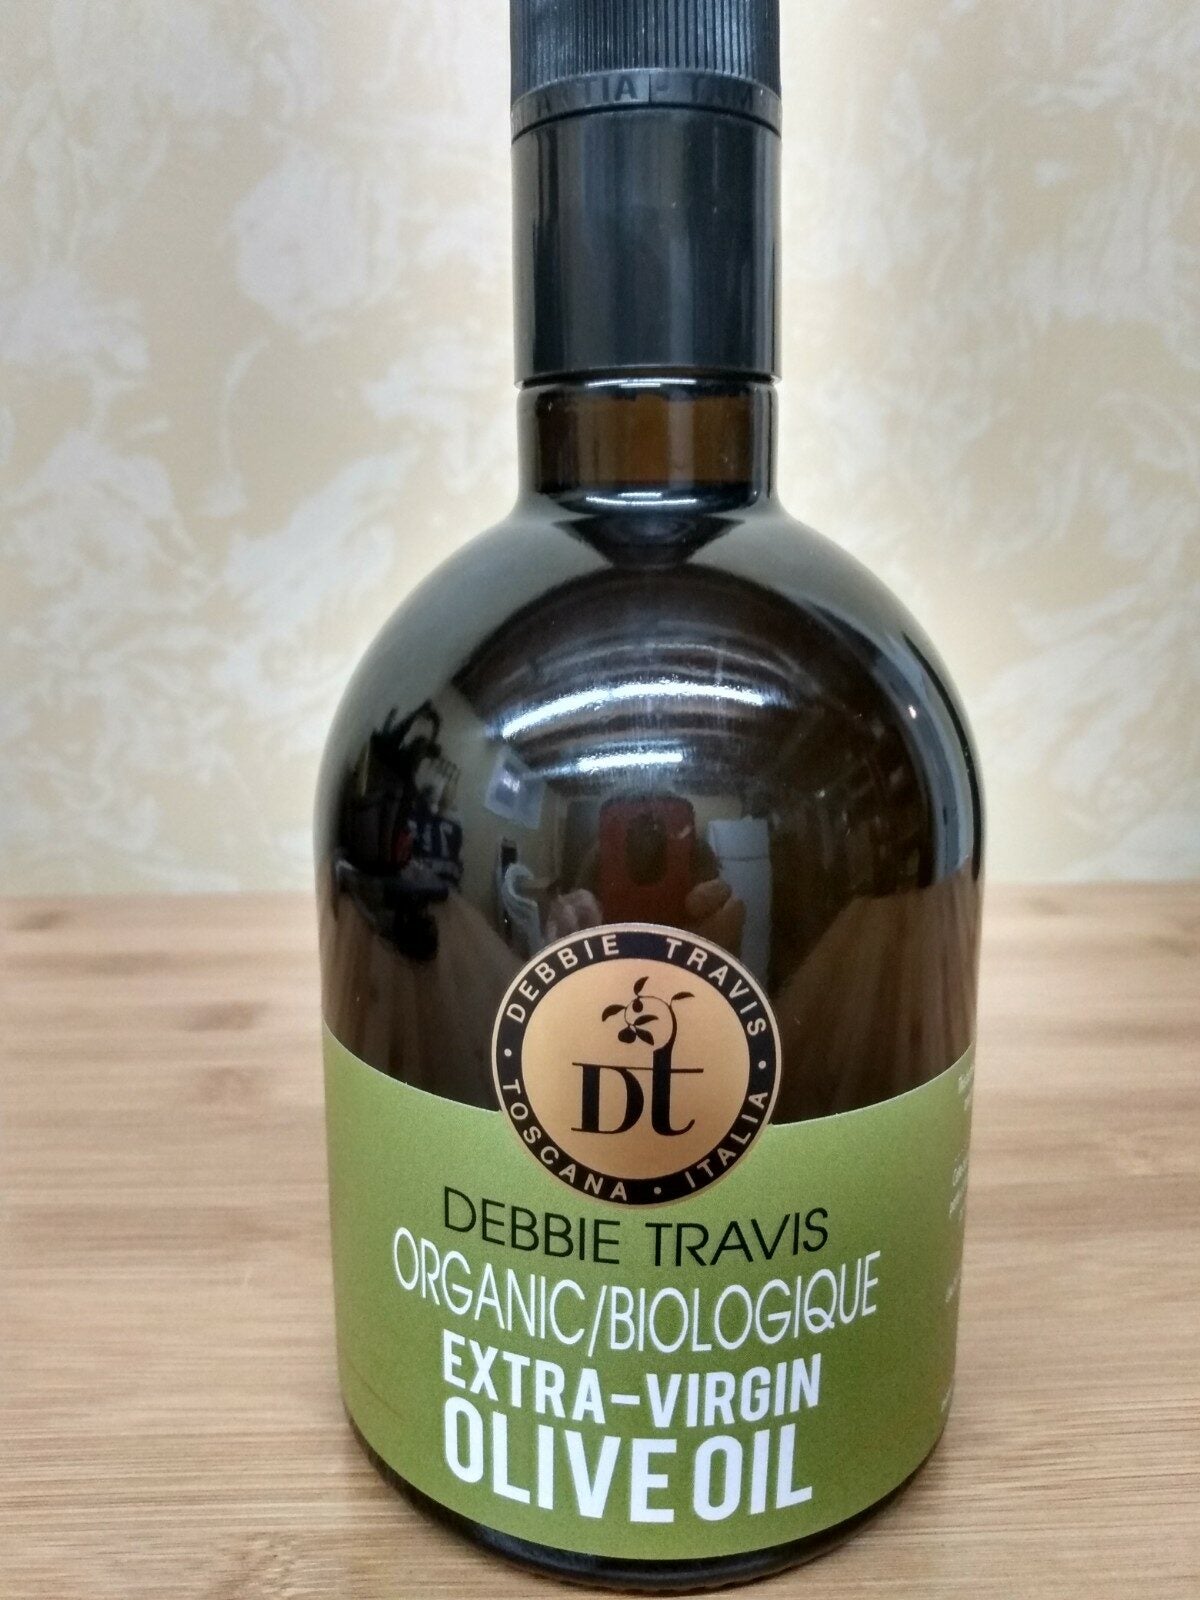 DEBBIE TRAVIS
Dt
TOSCANA • ITALIA
DEBBIE TRAVIS
ORGANIC/BIOLOGIQUE
EXTRA-VIRGIN
OLIVE OIL